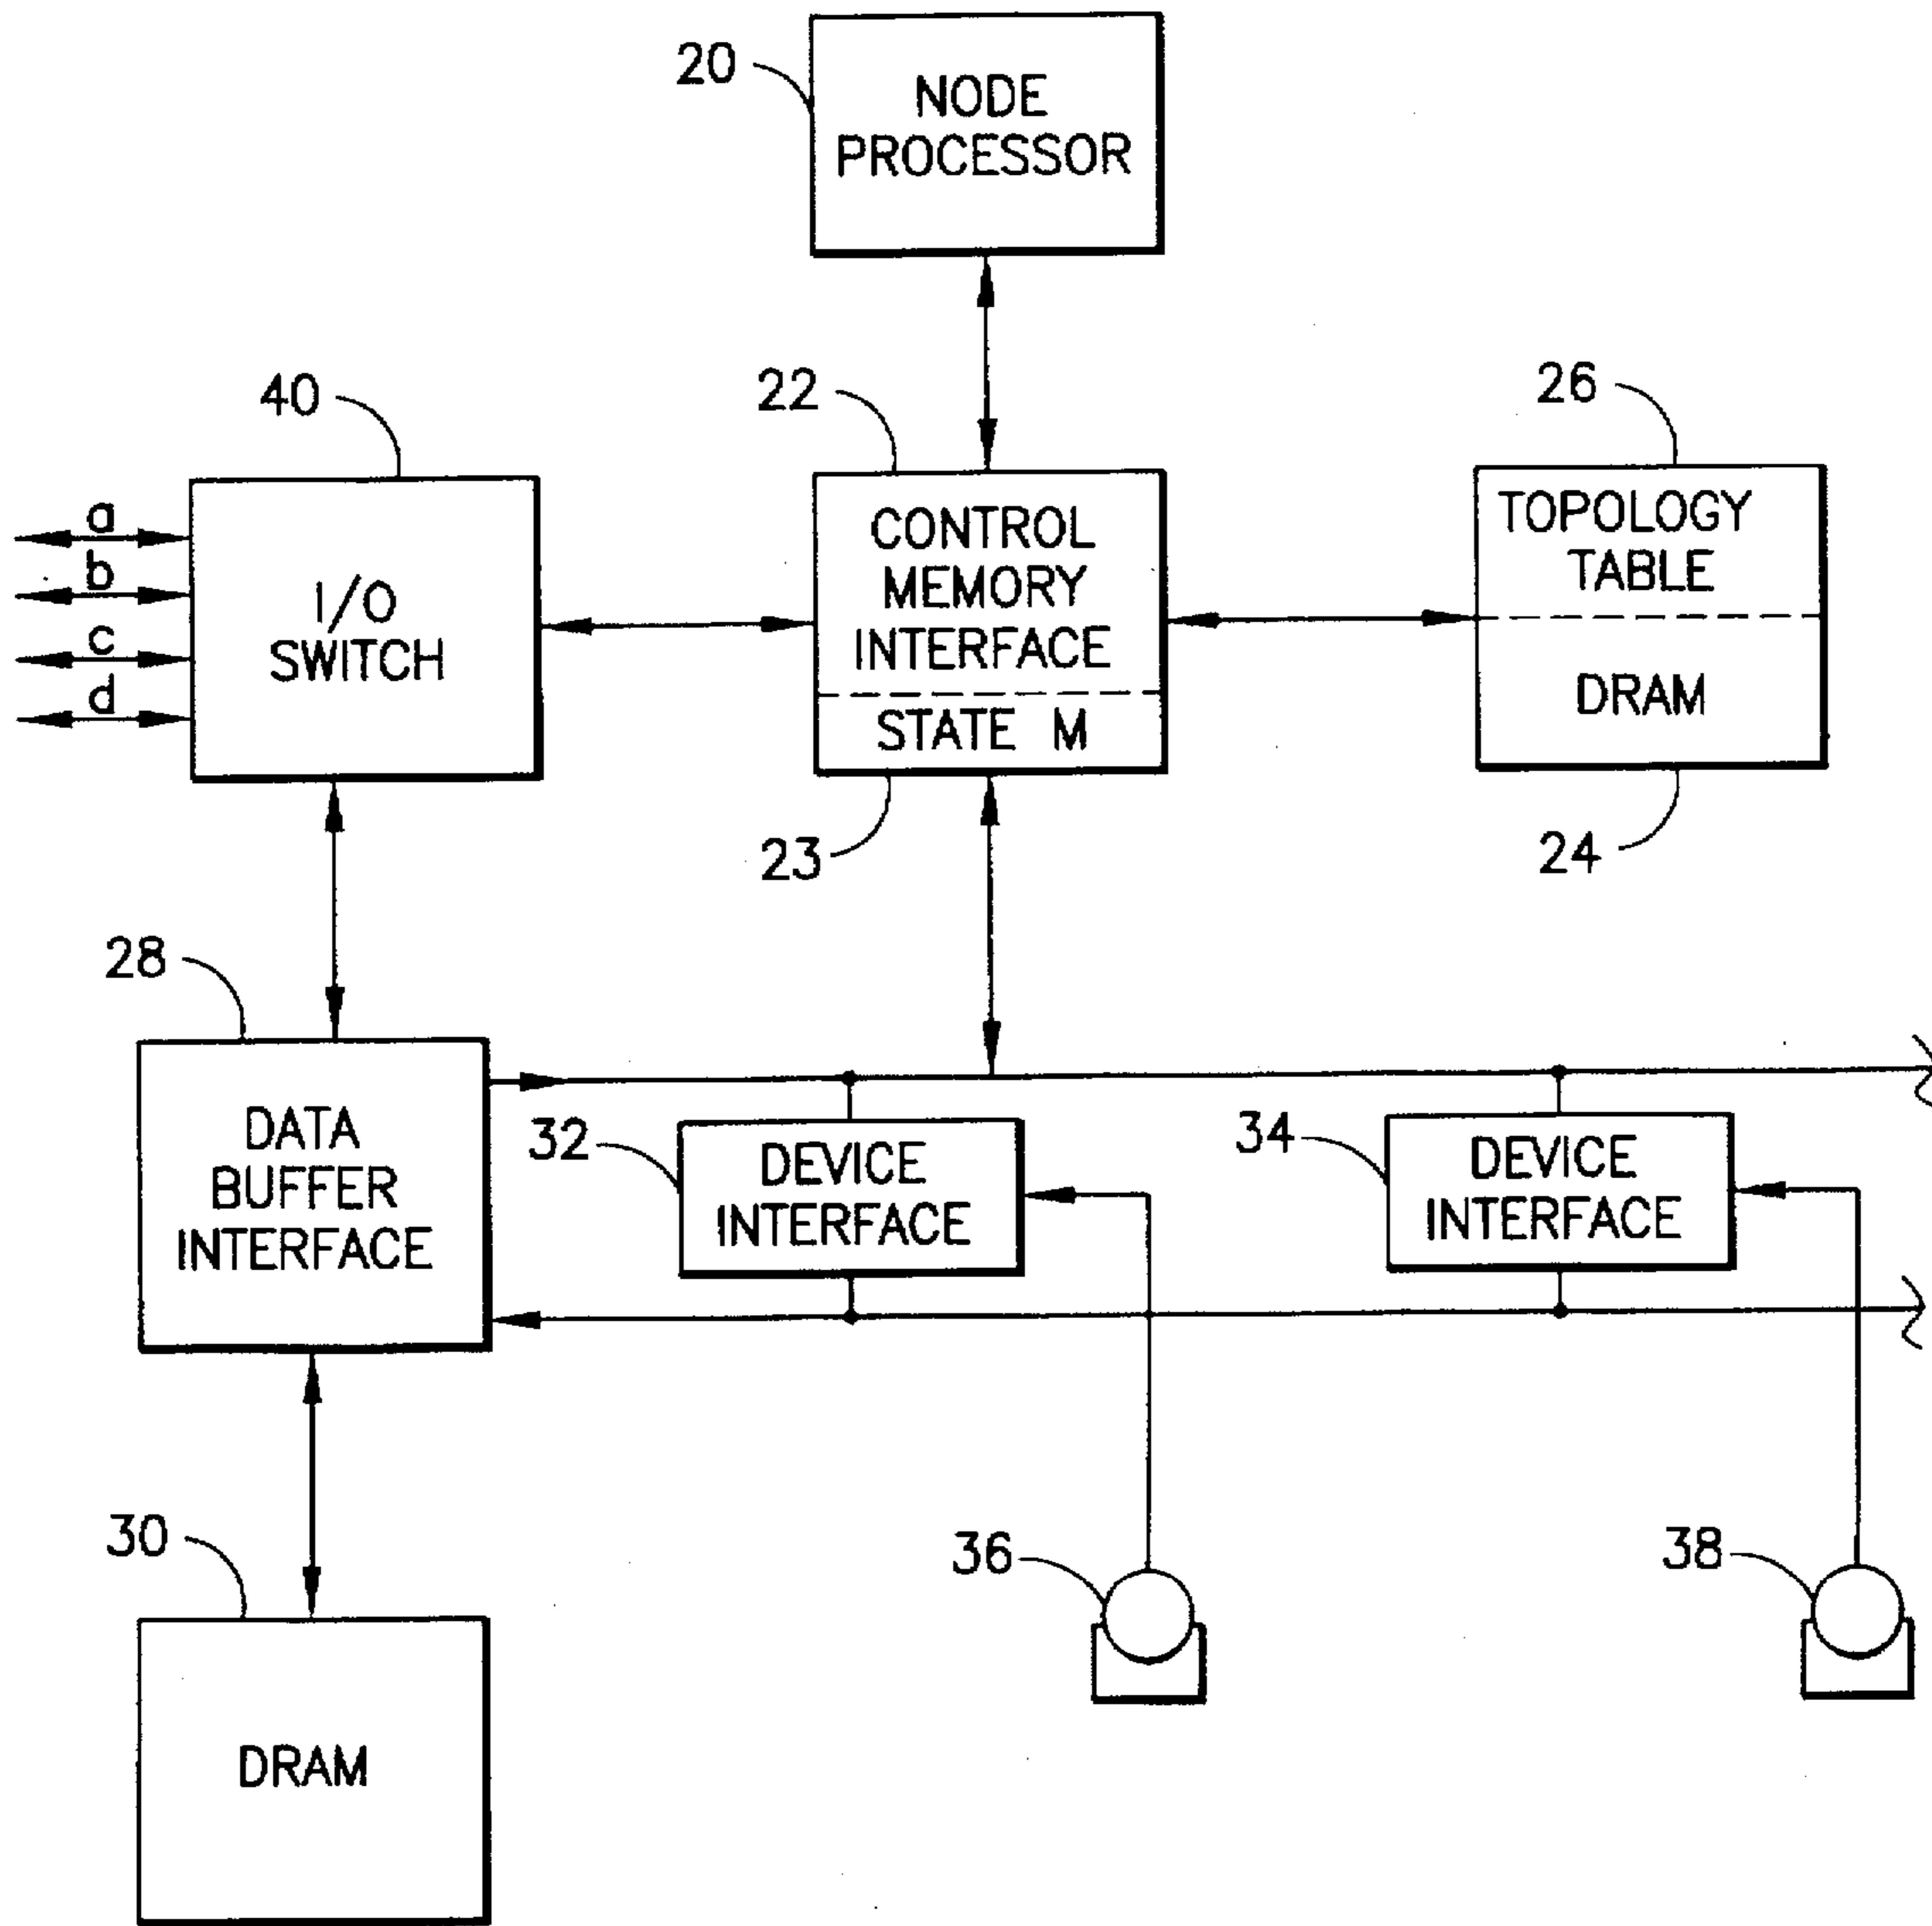 20
NODE
PROCESSOR
40
22
26
a
b
c
d
I/O
SWITCH
CONTROL
MEMORY
INTERFACE
STATE M
TOPOLOGY
TABLE
DRAM
23
24
28
DATA
BUFFER
INTERFACE
32
DEVICE
INTERFACE
34
DEVICE
INTERFACE
30
36
38
DRAM